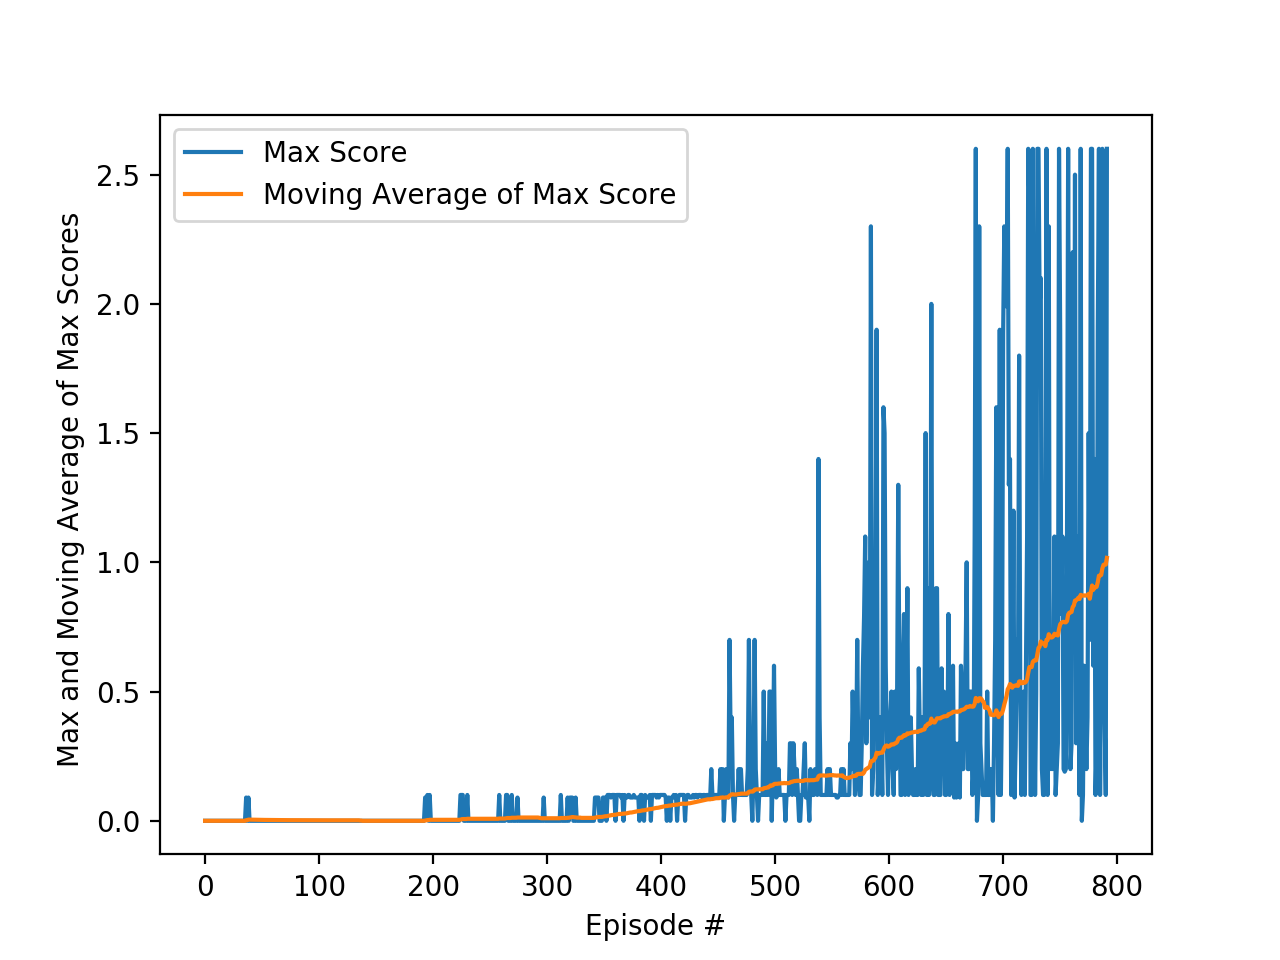 Max Score
Moving Average of Max Score
Max and Moving Average of Max Scores
2.5
2.0
1.5
1.0
0.5
0.0
0 100 200 300 400 500 600 700 800
Episode #